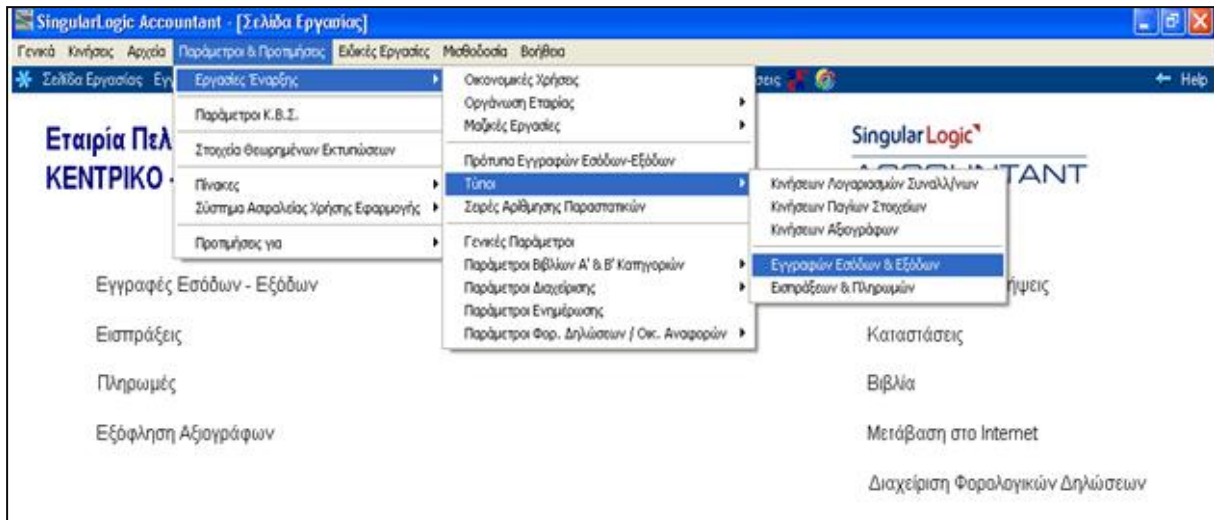 SingularLogic Accountant - [Σελίδα Εργασίας]
Γενικά Κινήσεις Αρχεία Παράμετροι & Προτιμήσεις Ειδικές Εργασίες Μισθοδοσία Βοήθεια
Σελίδα Εργασίας Εγγ
Help
Εργασίες Έναρξης
Παράμετροι Κ.Β.Σ.
Στοιχεία Θεωρημένων Εκτυπώσεων
Πίνακες
Σύστημα Ασφαλείας Χρήσης Εφαρμογής
Προτιμήσεις για
Οικονομικές Χρήσεις
Οργάνωση Εταιρίας
Μαζικές Εργασίες
Πρότυπα Εγγραφών Εσόδων-Εξόδων
Τύποι
Σειρές Αρίθμησης Παραστατικών
Γενικές Παράμετροι
Παράμετροι Βιβλίων Α' & Β' Κατηγοριών
Παράμετροι Διαχείρισης
Παράμετροι Ενημέρωσης
Παράμετροι Φορ. Δηλώσεων / Οικ. Αναφορών
Κινήσεων Λογαριασμών Συναλλ/νων
Κινήσεων Παγίων Στοιχείων
Κινήσεων Αξιογράφων
Εγγραφών Εσόδων & Εξόδων
Εισπράξεων & Πληρωμών
Εταιρία Πελ
ΚΕΝΤΡΙΚΟ -
SingularLogic
Εγγραφές Εσόδων - Εξόδων
Εισπράξεις
Πληρωμές
Εξόφληση Αξιογράφων
Καταστάσεις
Βιβλία
Μετάβαση στο Internet
Διαχείριση Φορολογικών Δηλώσεων